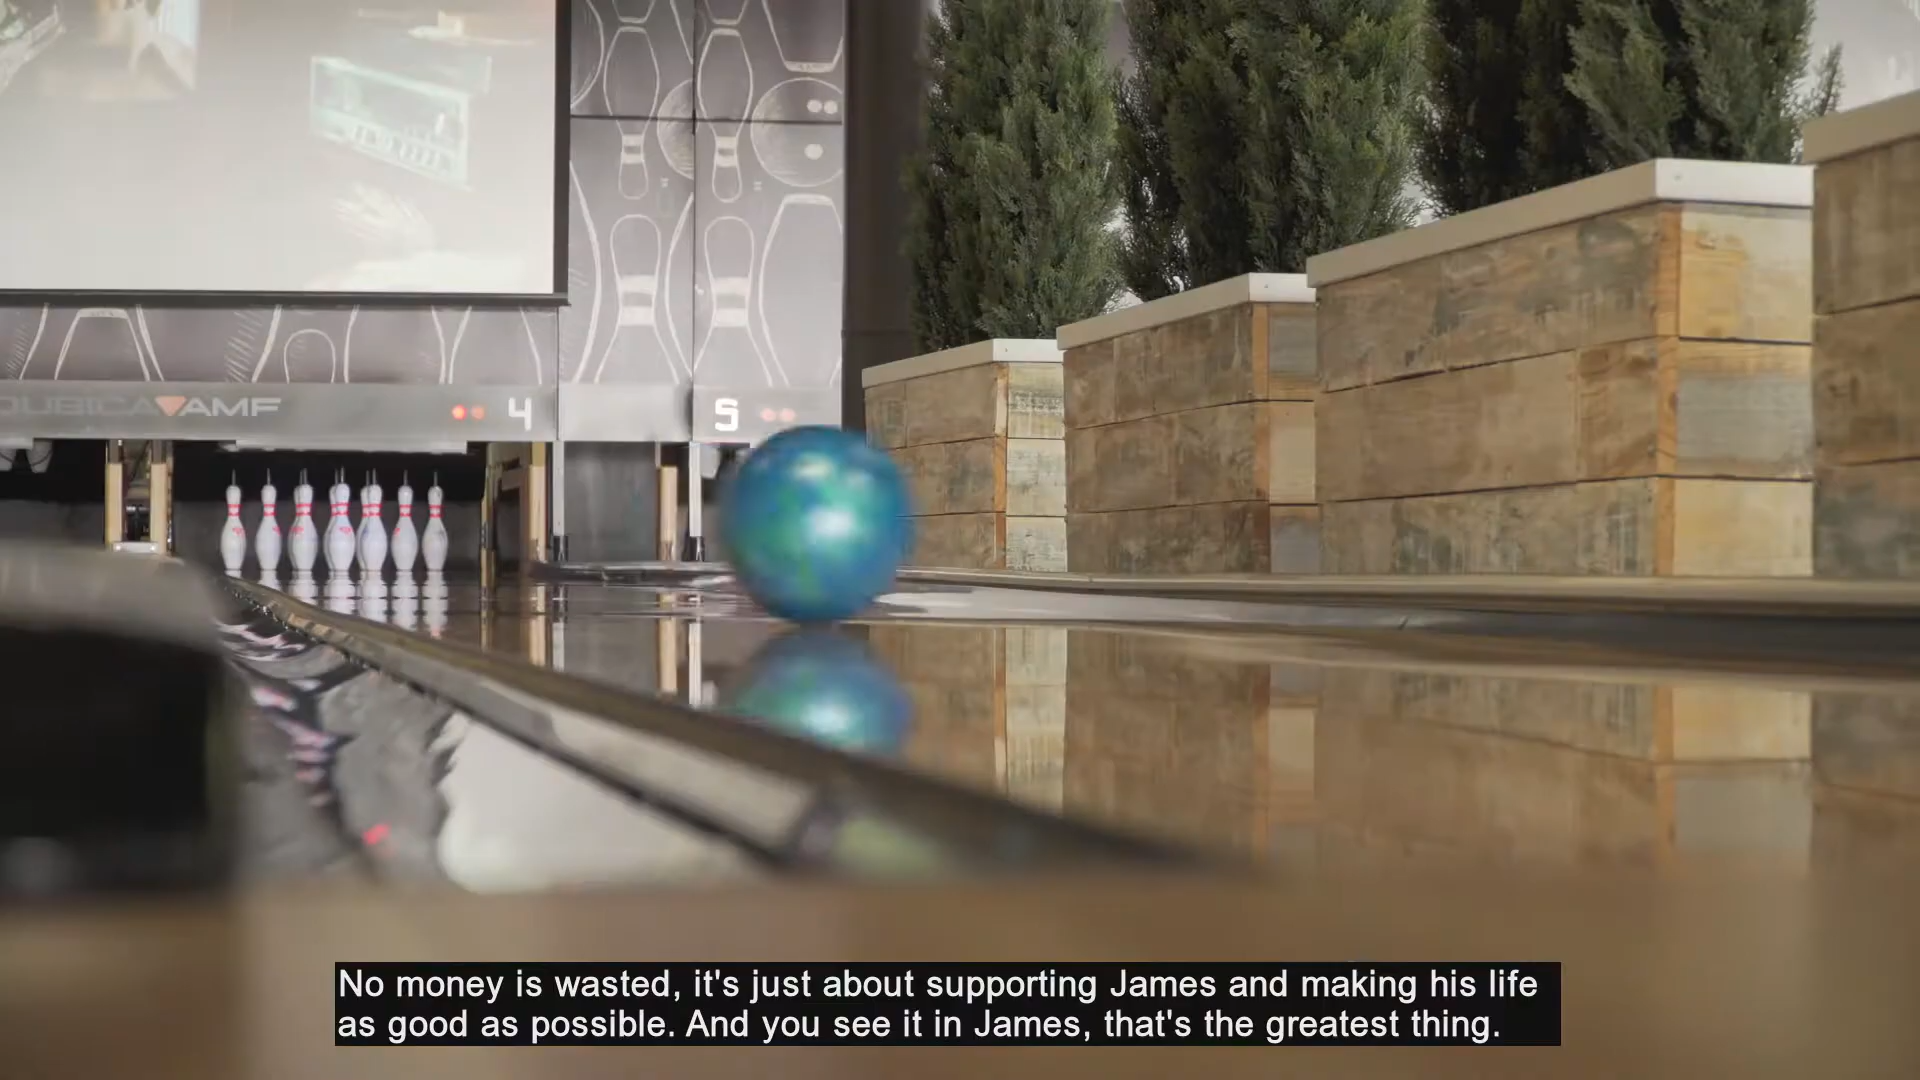 QUBICAAMF
4
5
No money is wasted, it's just about supporting James and making his life
as good as possible. And you see it in James, that's the greatest thing.